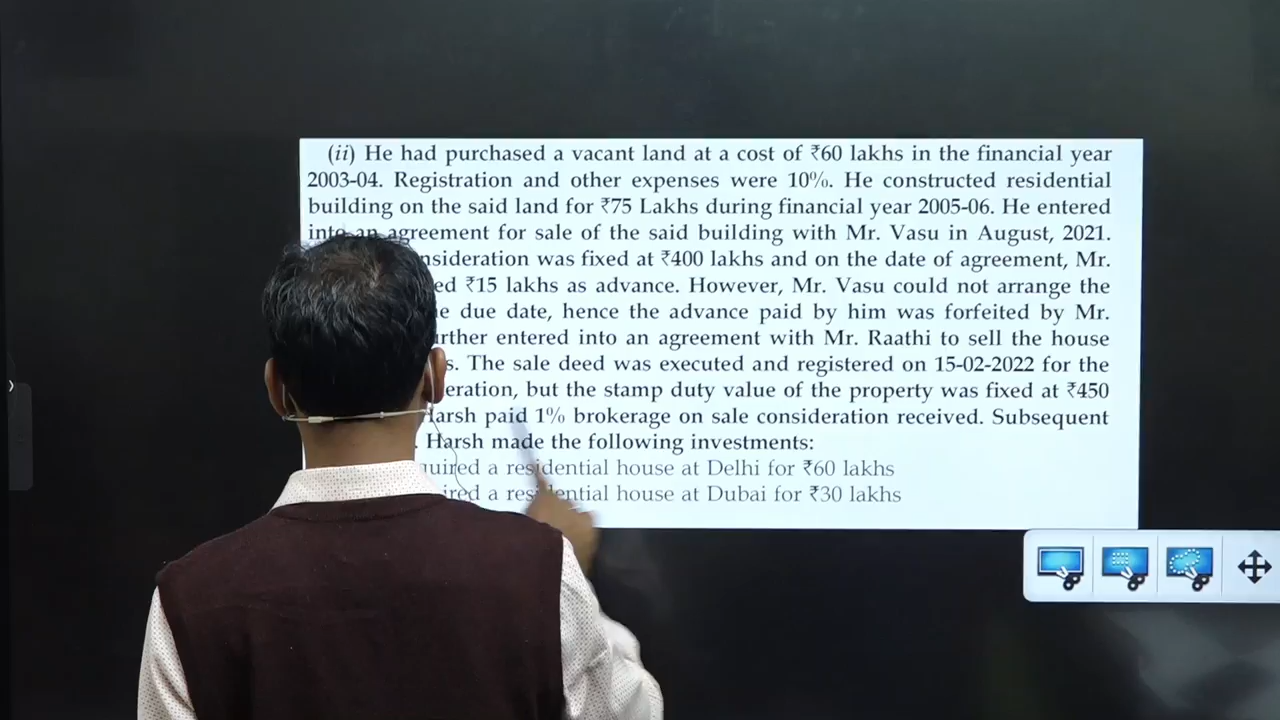 (ii) He had purchased a vacant land at a cost of ₹60 lakhs in the financial year
2003-04. Registration and other expenses were 10%. He constructed residential
building on the said land for ₹75 Lakhs during financial year 2005-06. He entered
into an agreement for sale of the said building with Mr. Vasu in August, 2021.
was fixed at ₹400 lakhs and on the date of agreement, Mr.
₹15 lakhs as advance. However, Mr. Vasu could not arrange the
due date, hence the advance paid by him was forfeited by Mr.
entered into an agreement with Mr. Raathi to sell the house
The sale deed was executed and registered on 15-02-2022 for the
but the stamp duty value of the property was fixed at ₹450
Harsh paid 1% brokerage on sale consideration received. Subsequent
Harsh made the following investments:
a residential house at Delhi for ₹60 lakhs
a residential house at Dubai for ₹30 lakhs